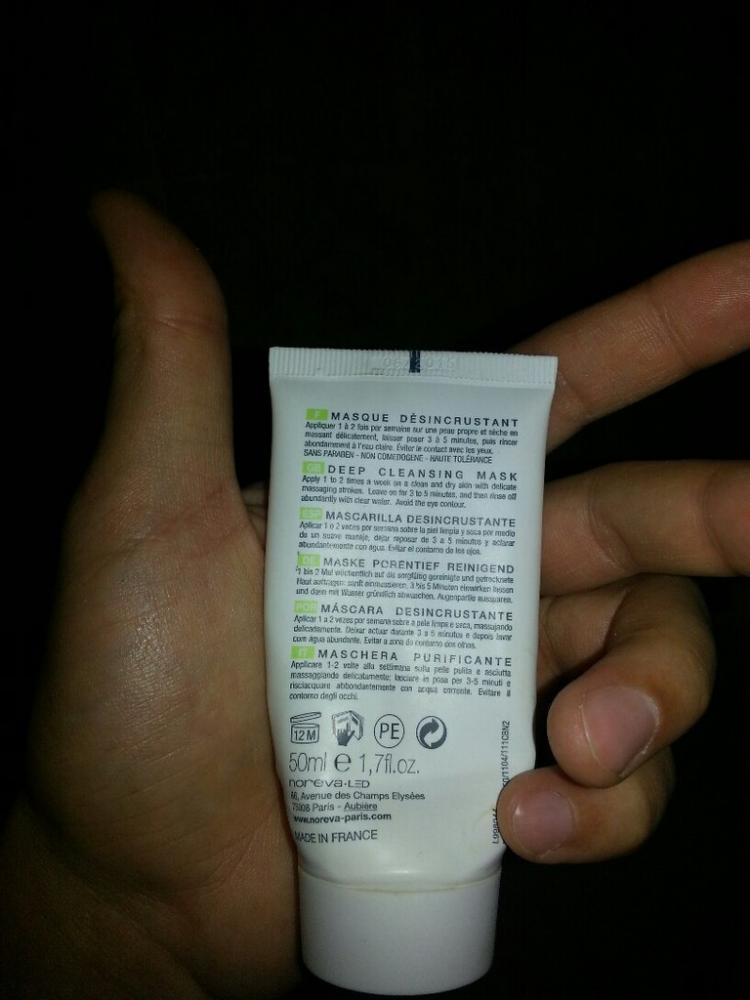 F MASQUE DÉSINCRUSTANT
Appliquer 1 à 2 fois par semaine sur une peau propre et sèche en
massant délicatement, laisser poser 3 à 5 minutes, puis rincer
abondamment à l'eau claire. Éviter le contact avec les yeux.
SANS PARABEN - NON COMEDOGENE - HAUTE TOLÉRANCE
GB DEEP CLEANSING MASK
Apply 1 to 2 times a week on a clean and dry skin with delicate
massaging strokes. Leave on for 3 to 5 minutes, and then rinse off
abundantly with clear water. Avoid the eye contour.
ESP MASCARILLA DESINCRUSTANTE
Aplicar 1 o 2 veces por semana sobre la piel limpia y seca por medio
de un suave masaje, dejar reposar de 3 a 5 minutos y aclarar
abundantemente con agua. Evitar el contorno de los ojos.
DE MASKE PORENTIEF REINIGEND
1 bis 2 Mal wöchentlich auf die sorgfältig gereinigte und getrocknete
Haut auftragen: sanft einmassieren, 3 bis 5 Minuten einwirken lassen
und dann mit Wasser gründlich abwaschen. Augenpartie aussparen.
POR MÁSCARA DESINCRUSTANTE
Aplicar 1 a 2 vezes por semana sobre a pele limpa e seca, massajando
delicadamente. Deixar actuar durante 3 a 5 minutos e depois lavar
com água abundante. Evitar a zona do contorno dos olhos.
IT MASCHERA PURIFICANTE
Applicare 1-2 volte alla settimana sulla pelle pulita e asciutta
massaggiando delicatamente; lasciare in posa per 3-5 minuti e
risciacquare abbondantemente con acqua corrente. Evitare il
contorno degli occhi.
12 M PE
50ml e 1,7fl.oz.
noreva-LED
Avenue des Champs Elysées
75008 Paris - Aubière
www.noreva-paris.com
MADE IN FRANCE